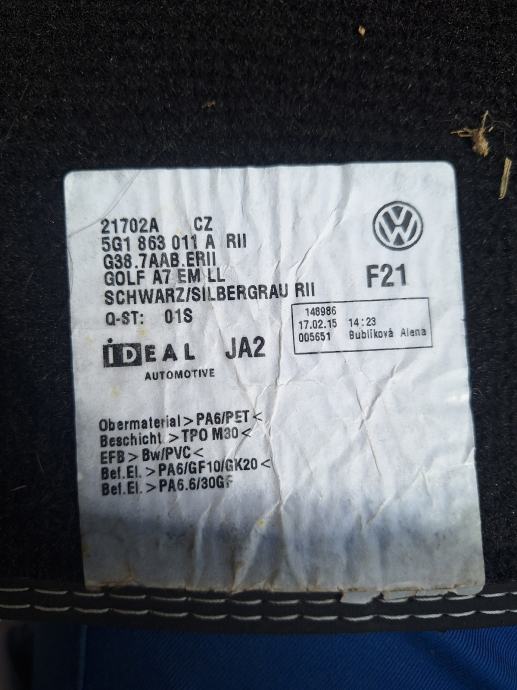 21702A CZ
5G1 863 011 A RII
G38.7AAB.ERII
GOLF A7 EM LL
SCHWARZ/SILBERGRAU RII
Q-ST: 01S
F21
148986
17.02.15 14:23
005651 Bublíková Alena
IDEAL JA2
AUTOMOTIVE
Obermaterial>PA6/PET<
Beschicht.>TPO M30<
EFB>Bw/PVC<
Bef.El.>PA6/GF10/GK20<
Bef.El.>PA6.6/30GF